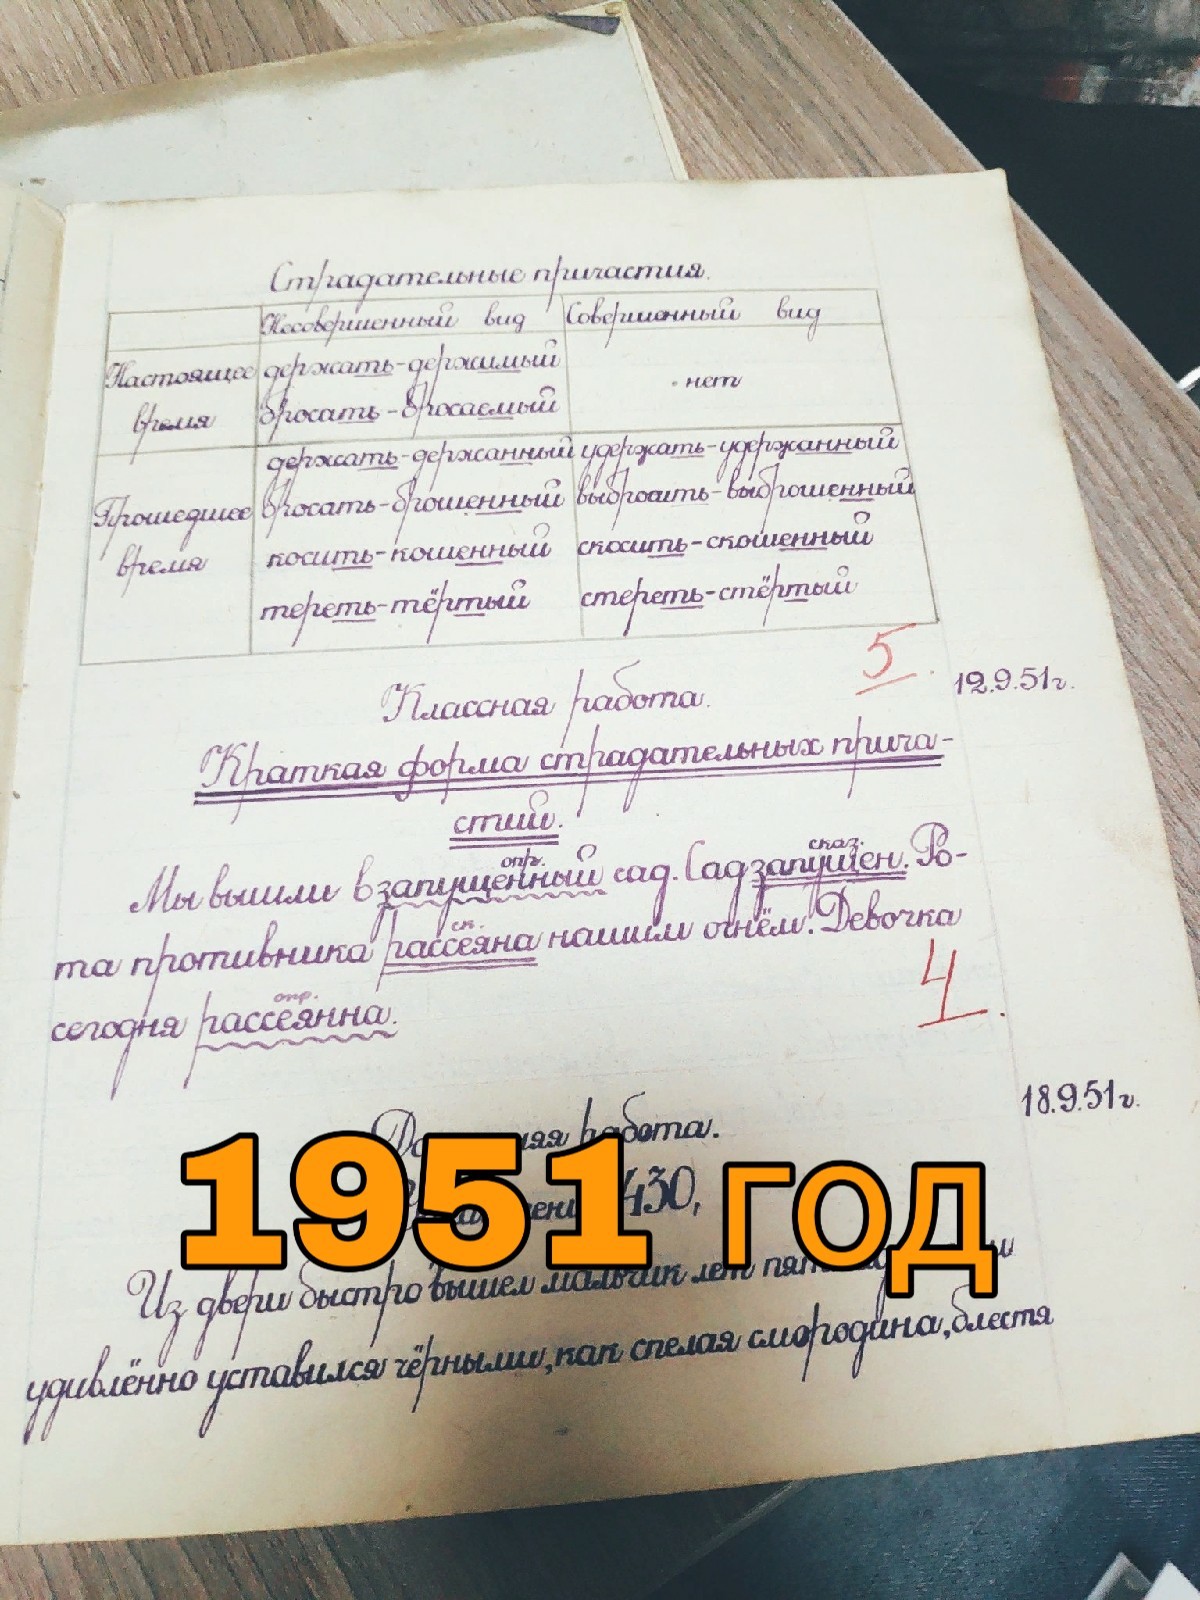 Страдательные причастия.
Несовершенный вид Совершенный вид
Настоящее время
держать-держимый
бросать-бросаемый
нет
Прошедшее время
держать-держанный удержать-удержанный
бросать-брошенный выбросить-выброшенный
косить-кошенный скосить-скошенный
тереть-тёртый стереть-стёртый
5
12.9.51г.
Классная работа.
Краткая форма страдательных прича-
стий.
опр. сказ.
Мы вышли в запущенный сад. Сад запущен. Ро-
ск.
та противника рассеяна нашим огнём. Девочка
опр.
сегодня рассеянна.
4.
18.9.51г.
работа.
430,
1951 год
Из двери быстро вышел мальчик лет
удивлённо уставился чёрными, как спелая смородина, блестя